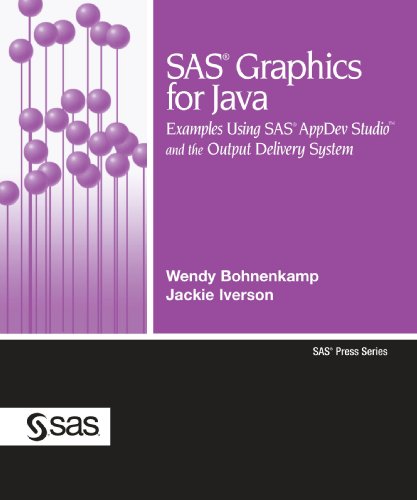 SAS® Graphics
for Java
Examples Using SAS® AppDev Studio™
and the Output Delivery System
Wendy Bohnenkamp
Jackie Iverson
SAS® Press Series
sas.